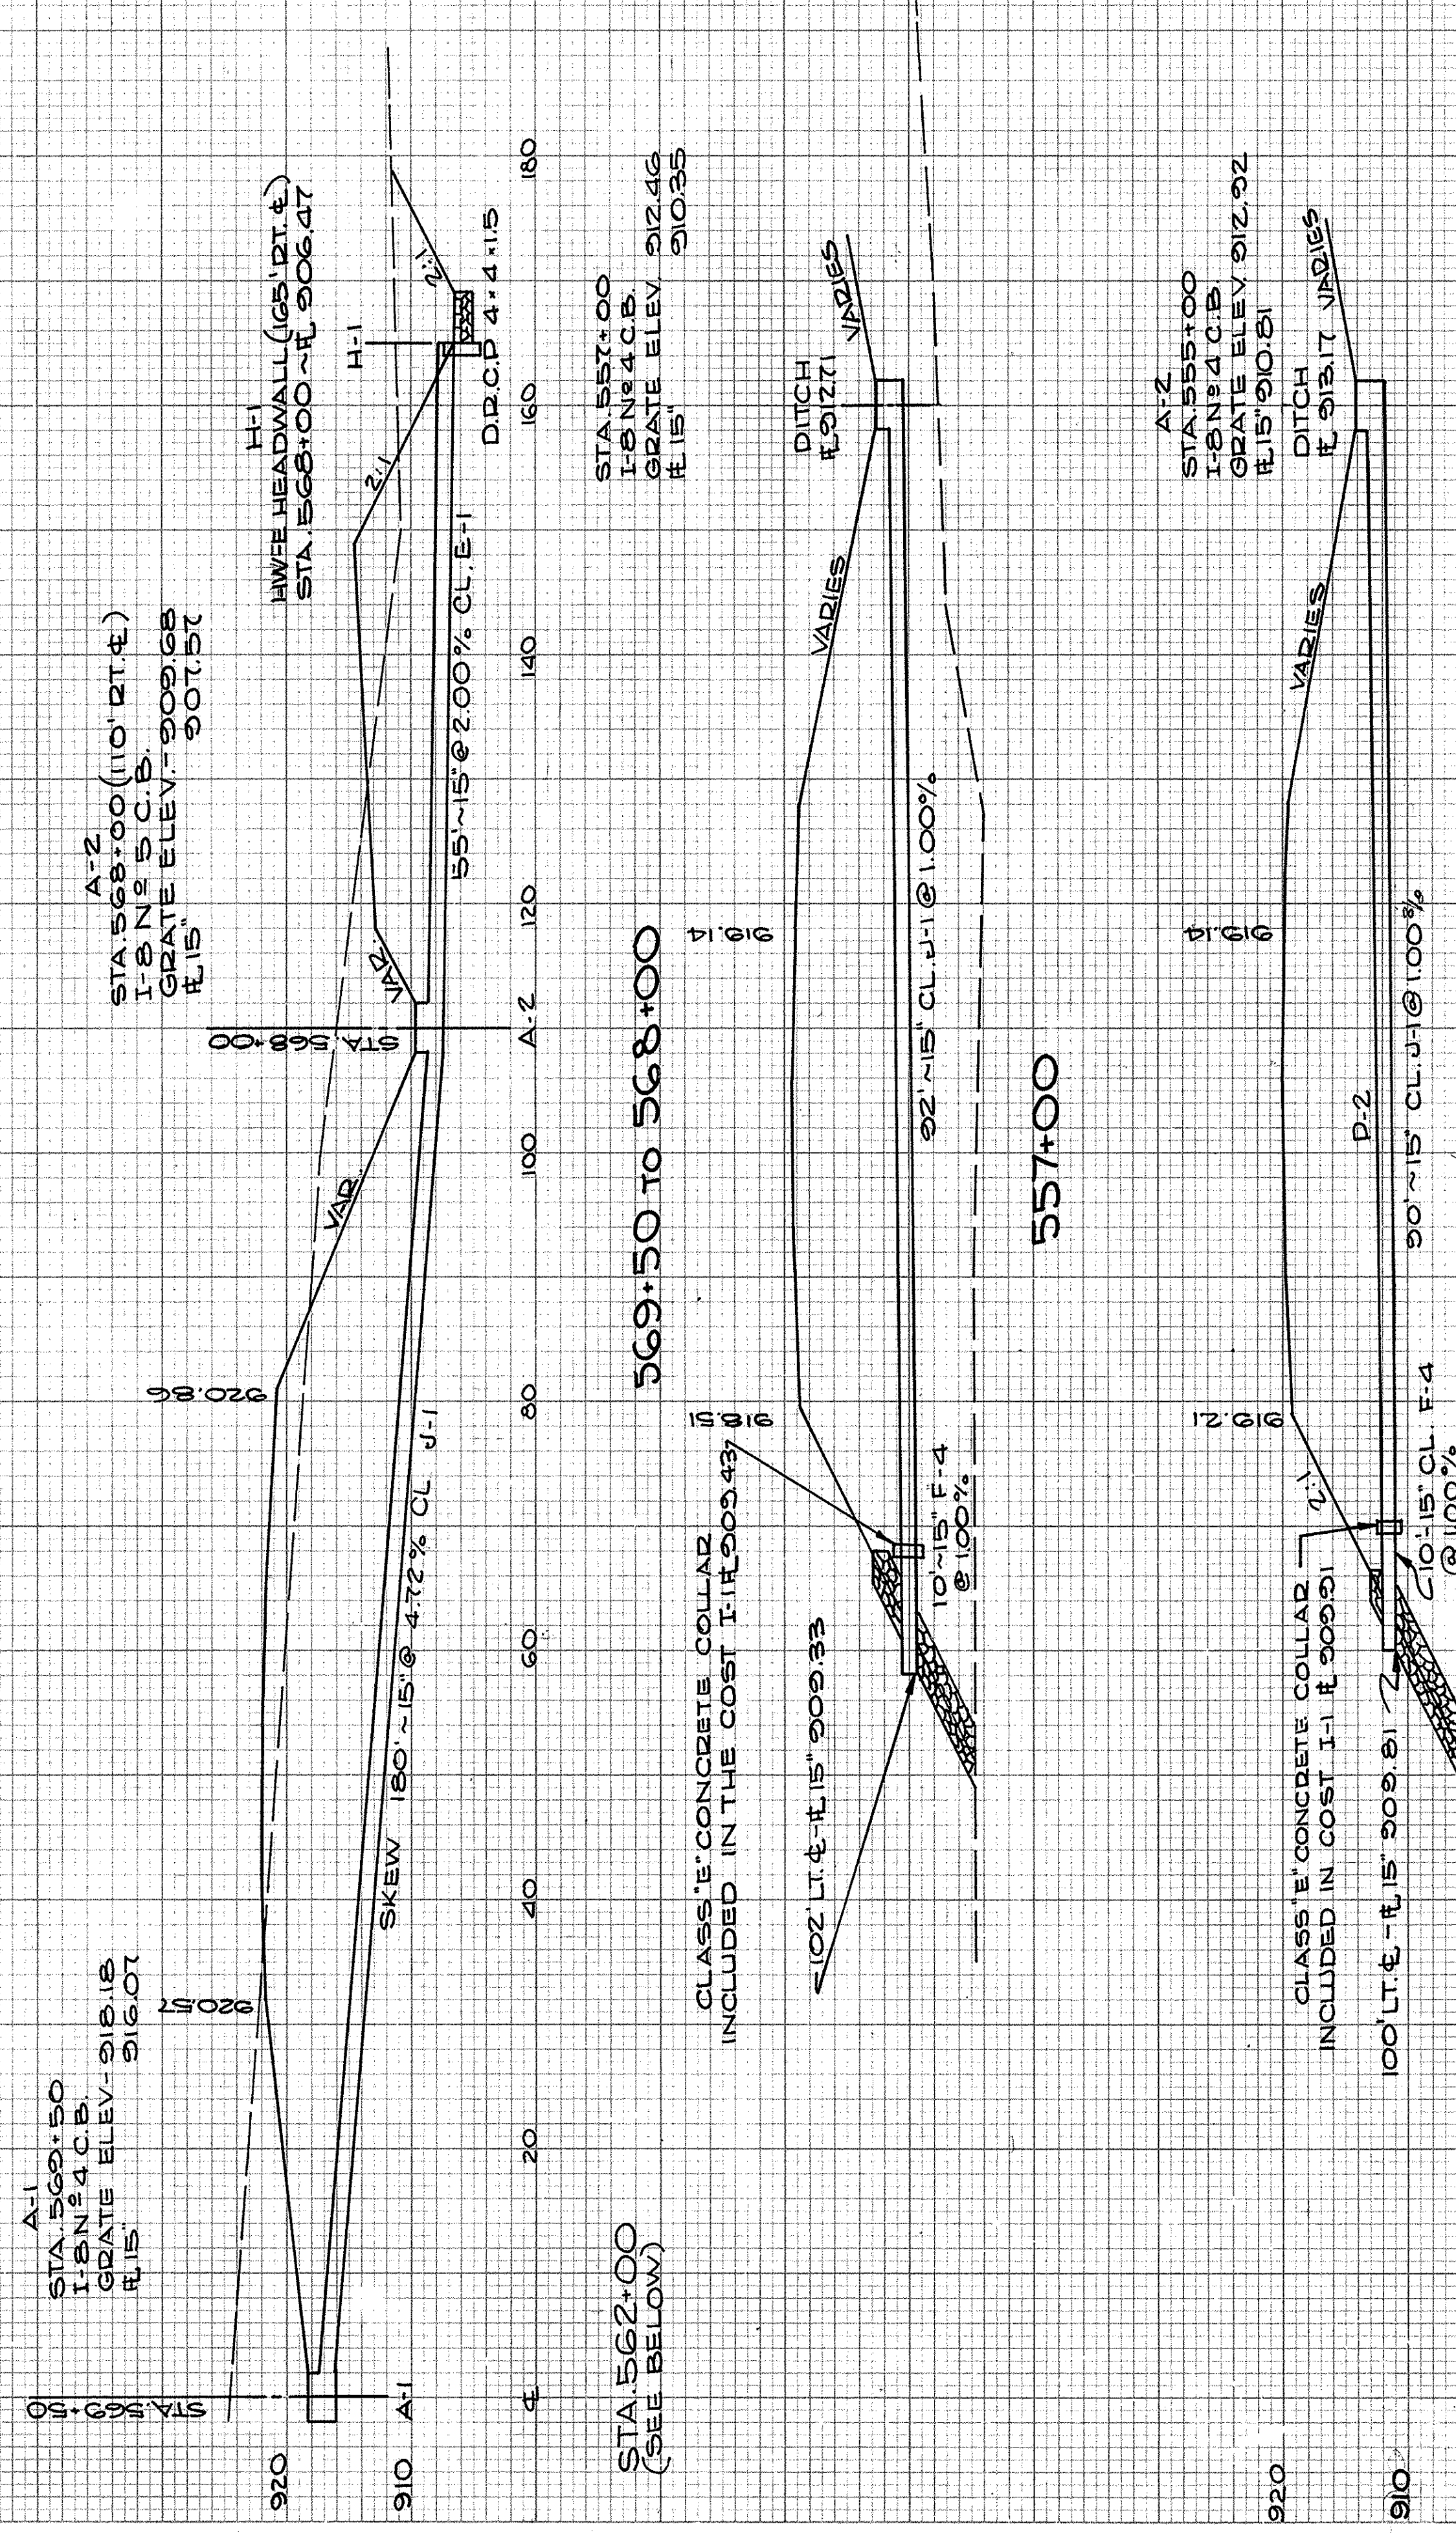 A-1
STA. 569+50
I-8 Nº 4 C.B.
GRATE ELEV-918.18
FL 15" 916.07
STA. 569+50
920.57
920.86
A-2
STA. 568+00 (110' RT. ℄)
I-8 Nº 5 C.B.
GRATE ELEV.-909.68
FL 15" 907.57
STA. 568+00
H-1
HW-E HEADWALL (165' RT. ℄)
STA. 568+00 ~ FL 906.47
H-1
VAR.
VAR.
2:1
2:1
SKEW 180' ~ 15" @ 4.72% CL J-1
55' ~ 15" @ 2.00% CL. E-1
D.R.C.P 4 x 4 x 1.5
920
910
A-1
℄
20
40
60
80
100
A-2
120
140
160
180
569+50 TO 568+00
STA. 562+00
(SEE BELOW)
STA. 557+00
I-8 Nº 4 C.B.
GRATE ELEV. 912.46
FL 15" 910.35
CLASS "E" CONCRETE COLLAR
INCLUDED IN THE COST I-1 FL 909.43
918.51
919.14
VARIES
DITCH
FL 912.71
VARIES
102' LT. ℄ - FL 15" 909.33
10' ~ 15" F-4
@ 1.00%
92' ~ 15" CL. J-1 @ 1.00%
557+00
A-2
STA. 555+00
I-8 Nº 4 C.B.
GRATE ELEV. 912.92
FL 15" 910.81
DITCH
FL 913.17
VARIES
VARIES
919.21
919.14
2:1
CLASS "E" CONCRETE COLLAR
INCLUDED IN COST I-1 FL 909.91
100' LT. ℄ - FL 15" 909.81
P-2
10'-15" CL. F-4
@ 1.00%
90' ~ 15" CL. J-1 @ 1.00%
920
910